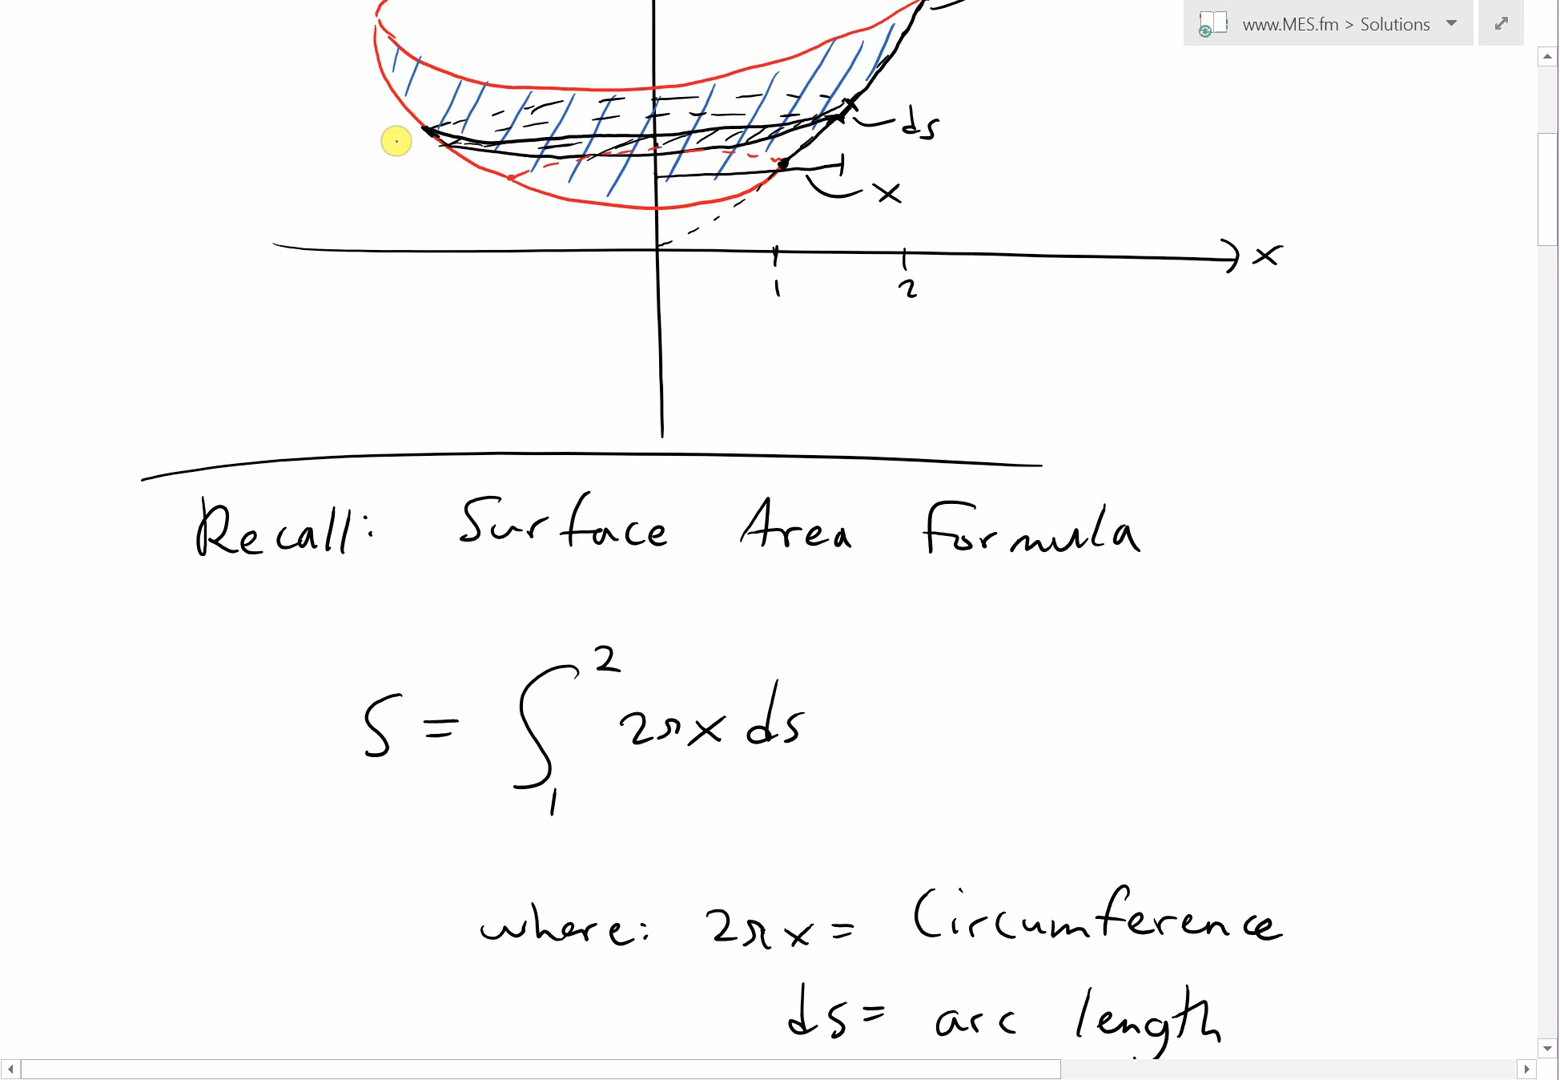 www.MES.fm > Solutions
ds
x
x
1 2
Recall: Surface Area Formula
S = ∫₁² 2πx ds
where: 2πx = Circumference
ds = arc length